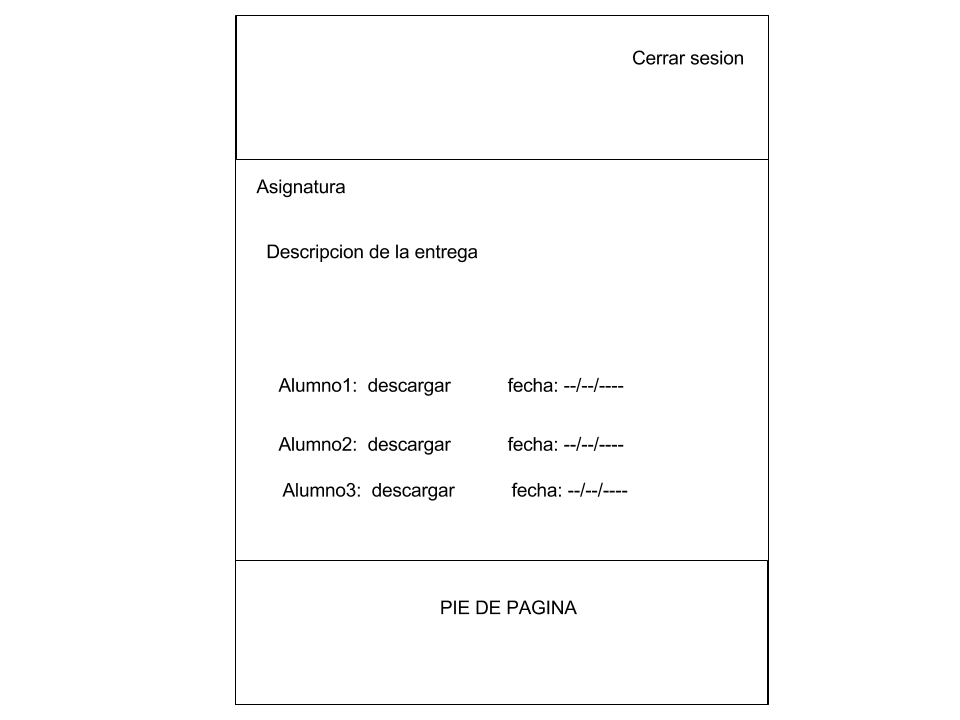 Cerrar sesion
Asignatura
Descripcion de la entrega
Alumno1: descargar fecha: --/--/----
Alumno2: descargar fecha: --/--/----
Alumno3: descargar fecha: --/--/----
PIE DE PAGINA